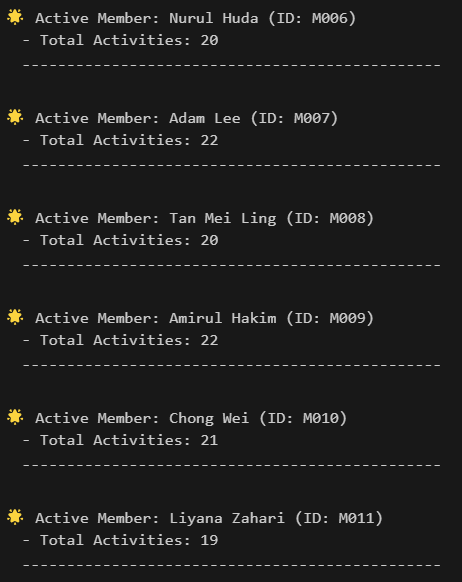 🌟 Active Member: Nurul Huda (ID: M006)
- Total Activities: 20
-----------------------------------------------
🌟 Active Member: Adam Lee (ID: M007)
- Total Activities: 22
-----------------------------------------------
🌟 Active Member: Tan Mei Ling (ID: M008)
- Total Activities: 20
-----------------------------------------------
🌟 Active Member: Amirul Hakim (ID: M009)
- Total Activities: 22
-----------------------------------------------
🌟 Active Member: Chong Wei (ID: M010)
- Total Activities: 21
-----------------------------------------------
🌟 Active Member: Liyana Zahari (ID: M011)
- Total Activities: 19
-----------------------------------------------